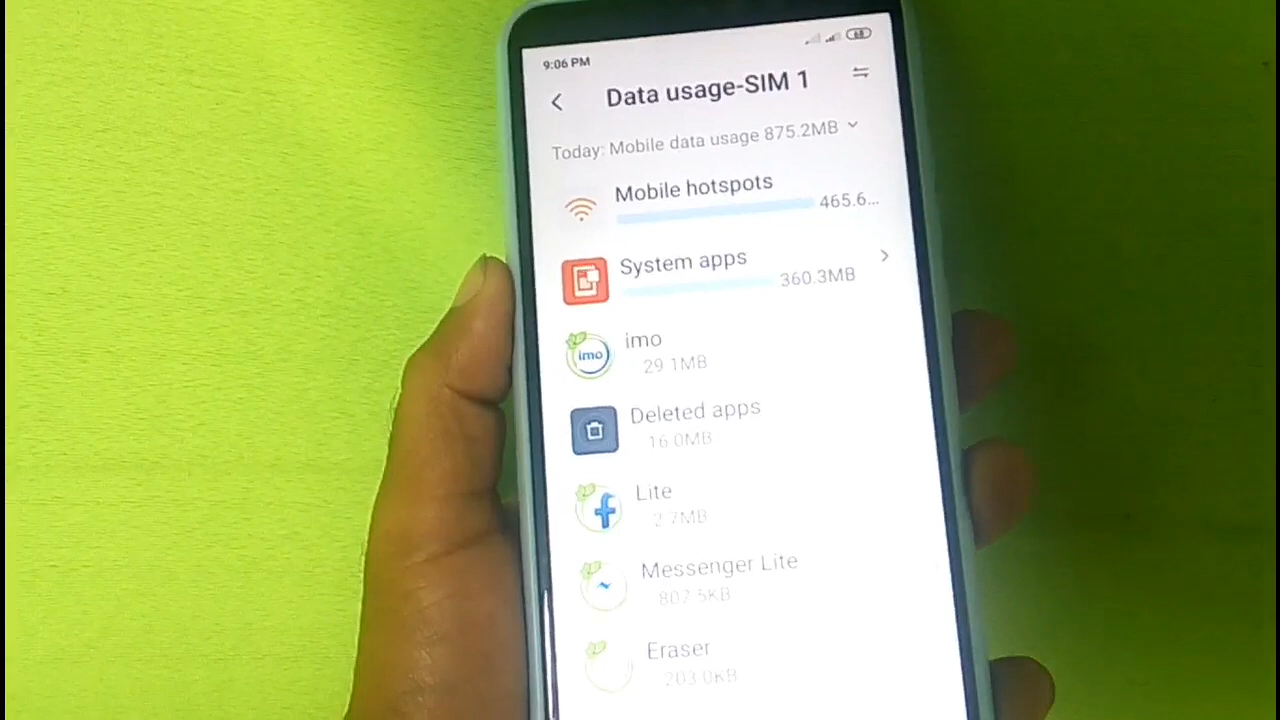 9:06 PM
68
Data usage-SIM 1
Today: Mobile data usage 875.2MB
Mobile hotspots
465.6...
System apps
360.3MB
imo
imo
29.1MB
Deleted apps
16.0MB
Lite
2.7MB
Messenger Lite
807.5KB
Eraser
203.0KB